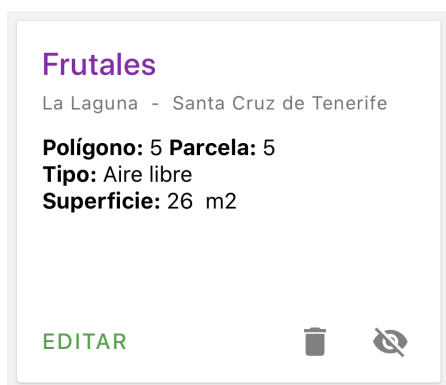 Frutales
La Laguna - Santa Cruz de Tenerife
Polígono: 5 Parcela: 5
Tipo: Aire libre
Superficie: 26 m2
EDITAR